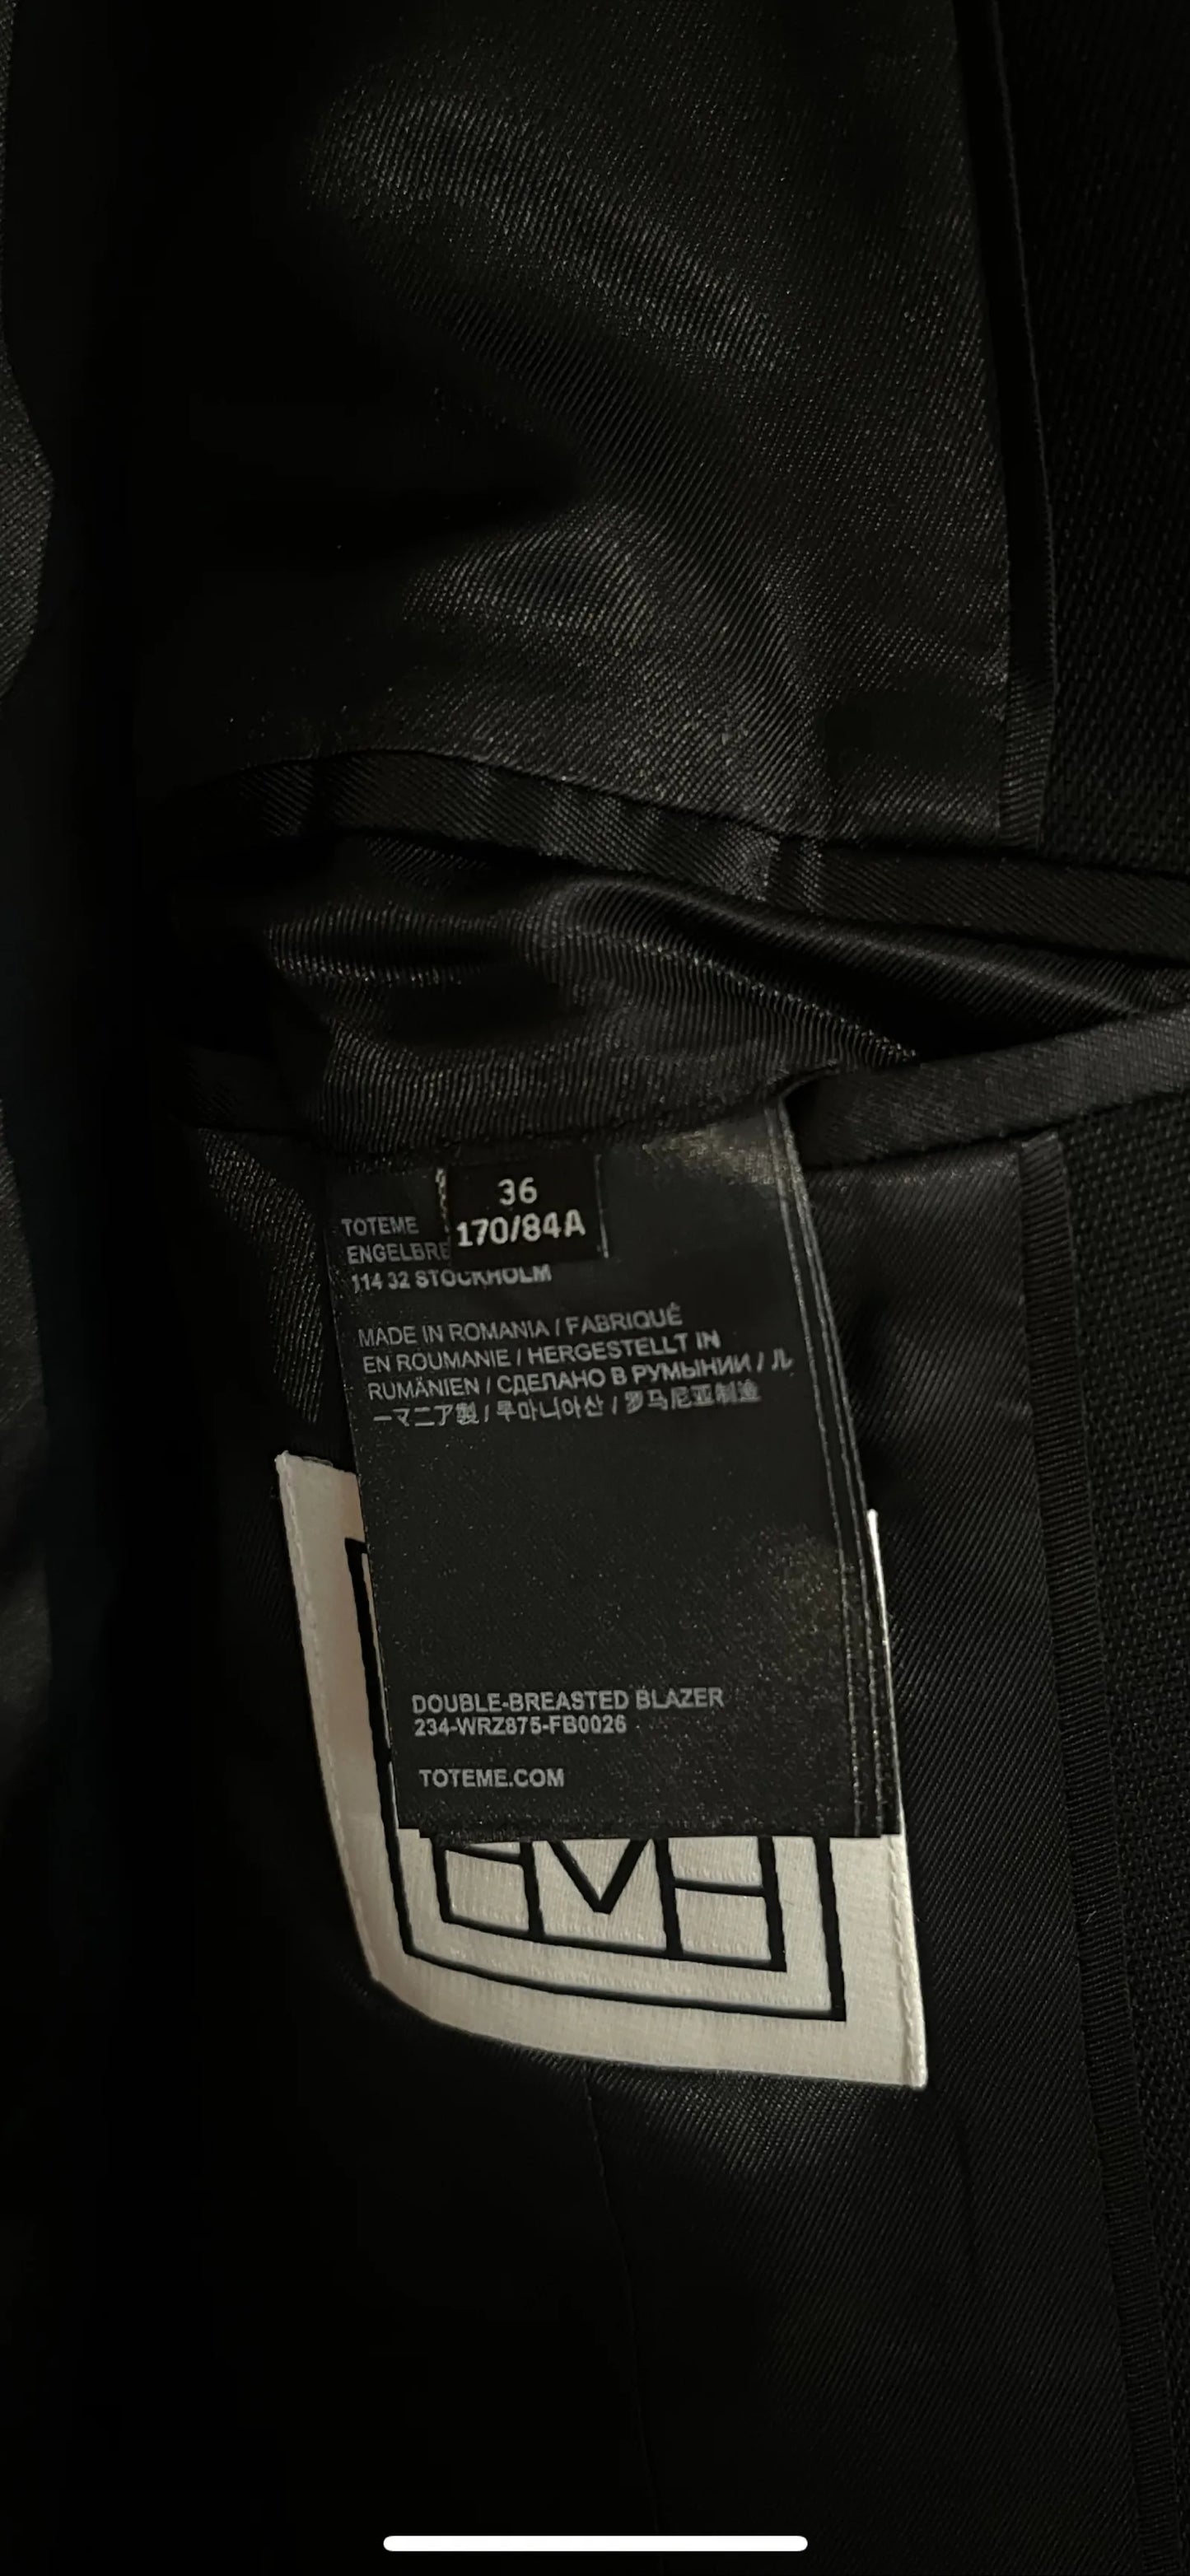 36
170/84A
TOTEME
ENGELBRE
114 32 STOCKHOLM
MADE IN ROMANIA / FABRIQUÉ
EN ROUMANIE / HERGESTELLT IN
RUMÄNIEN / СДЕЛАНО В РУМЫНИИ / ル
ーマニア製 / 루마니아산 / 罗马尼亚制造
DOUBLE-BREASTED BLAZER
234-WRZ875-FB0026
TOTEME.COM